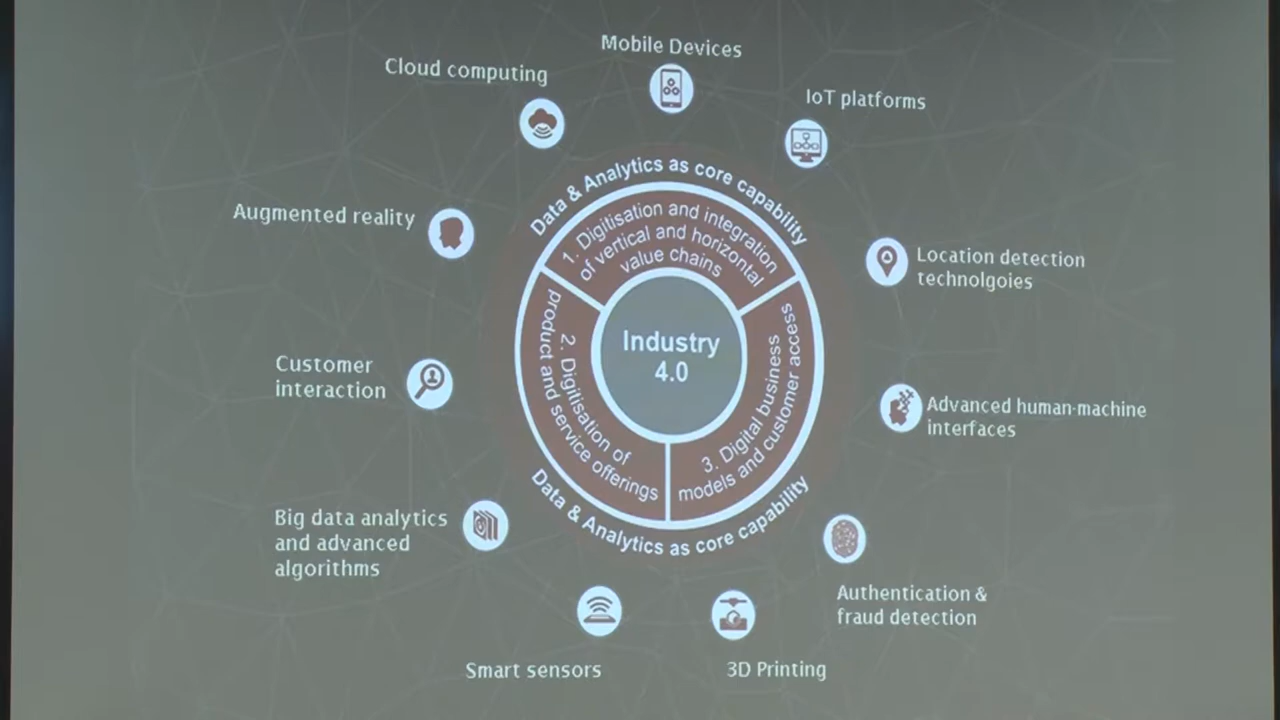 Mobile Devices
Cloud computing
IoT platforms
Augmented reality
Location detection
technolgoies
Customer
interaction
Advanced human-machine
interfaces
Big data analytics
and advanced
algorithms
Authentication &
fraud detection
Smart sensors
3D Printing
Data & Analytics as core capability
1. Digitisation and integration
of vertical and horizontal
value chains
Industry
4.0
2. Digitisation of
product and service offerings
3. Digital business
models and customer access
Data & Analytics as core capability